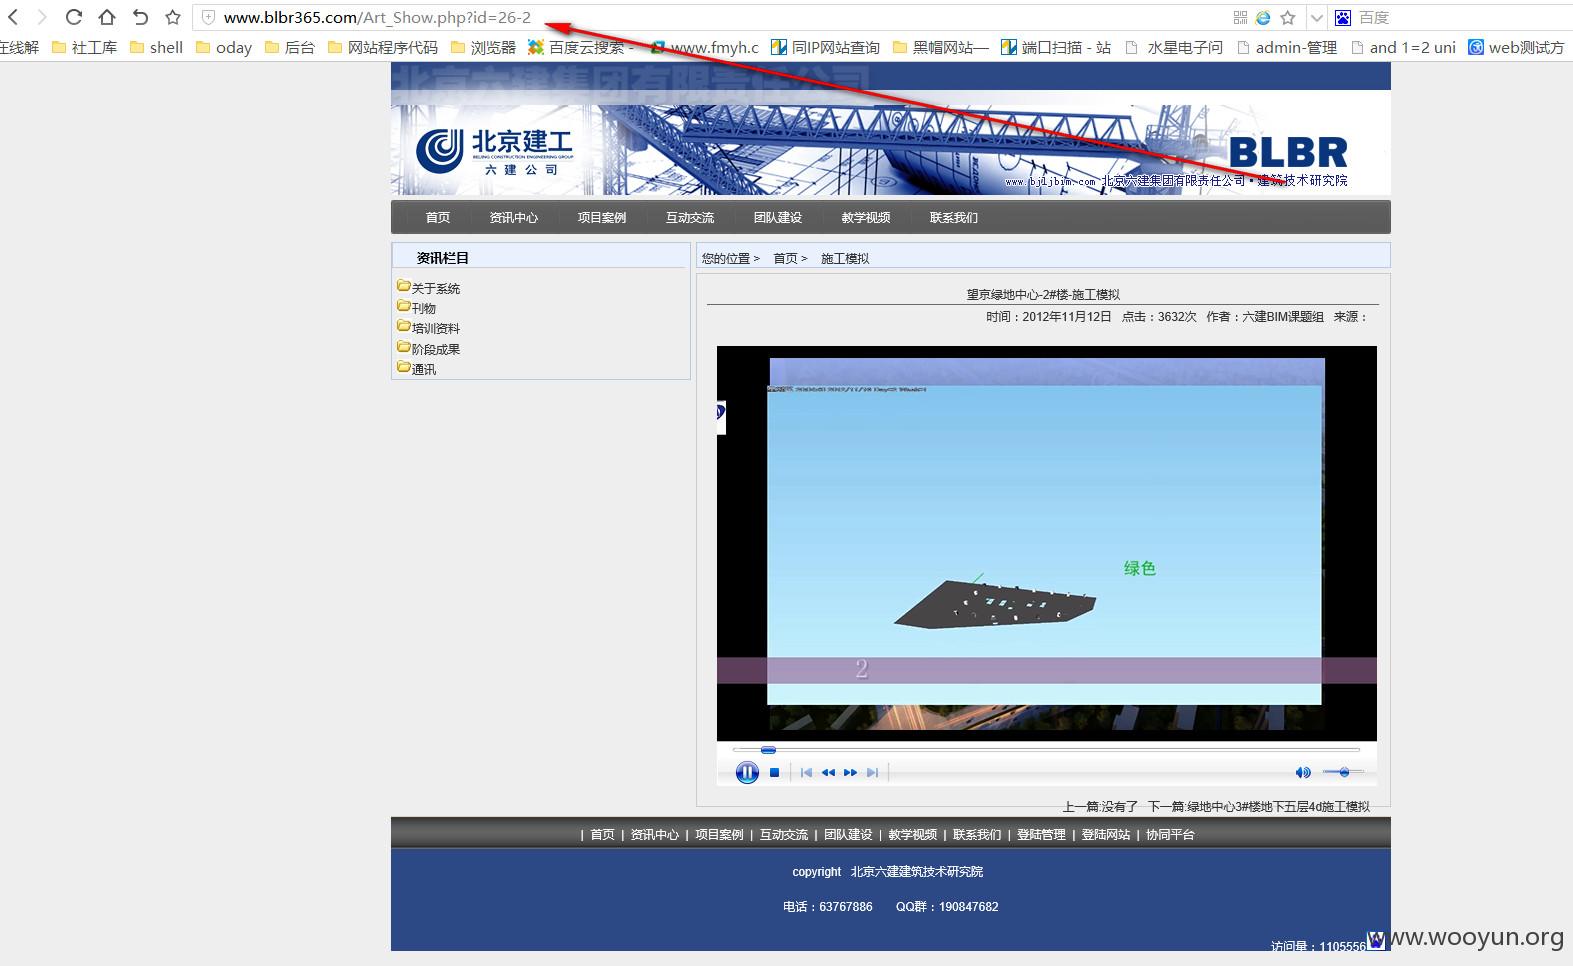 www.blbr365.com/Art_Show.php?id=26-2
百度
在线解 社工库 shell oday 后台 网站程序代码 浏览器 百度云搜索 - www.fmyh.c 同IP网站查询 黑帽网站— 端口扫描 - 站 水星电子问 admin-管理 and 1=2 uni web测试方
北京六建集团有限责任公司
北京建工
BEIJING CONSTRUCTION ENGINEERING GROUP
六建公司
BLBR
www.bjljbim.com 北京六建集团有限责任公司·建筑技术研究院
首页 资讯中心 项目案例 互动交流 团队建设 教学视频 联系我们
资讯栏目
关于系统
刊物
培训资料
阶段成果
通讯
您的位置 > 首页 > 施工模拟
望京绿地中心-2#楼-施工模拟
时间：2012年11月12日 点击：3632次 作者：六建BIM课题组 来源：
绿色
2
上一篇:没有了 下一篇:绿地中心3#楼地下五层4d施工模拟
| 首页 | 资讯中心 | 项目案例 | 互动交流 | 团队建设 | 教学视频 | 联系我们 | 登陆管理 | 登陆网站 | 协同平台
copyright 北京六建建筑技术研究院
电话：63767886 QQ群：190847682
访问量：1105556
www.wooyun.org